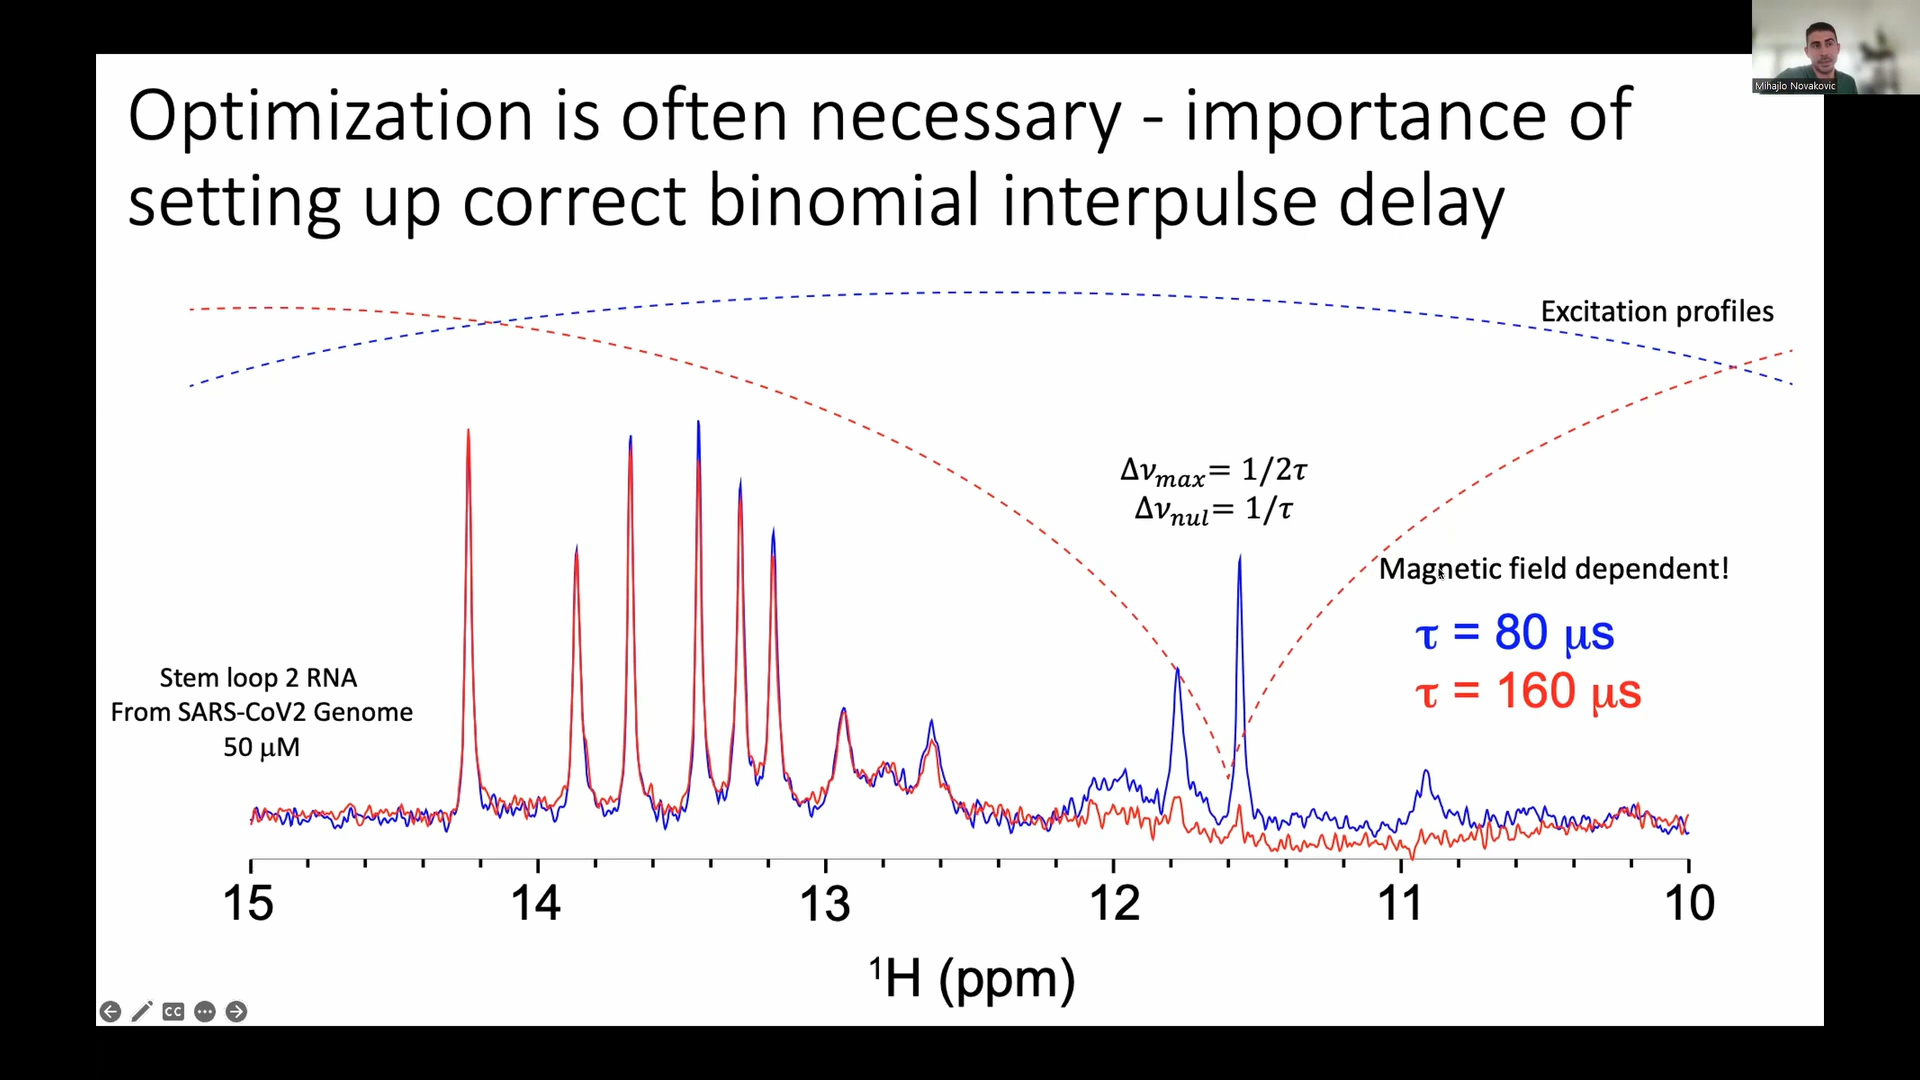 Mihajlo Novakovic
Optimization is often necessary - importance of
setting up correct binomial interpulse delay
Excitation profiles
Δν_max = 1/2τ
Δν_nul = 1/τ
Magnetic field dependent!
τ = 80 μs
τ = 160 μs
Stem loop 2 RNA
From SARS-CoV2 Genome
50 μM
15 14 13 12 11 10
¹H (ppm)
CC